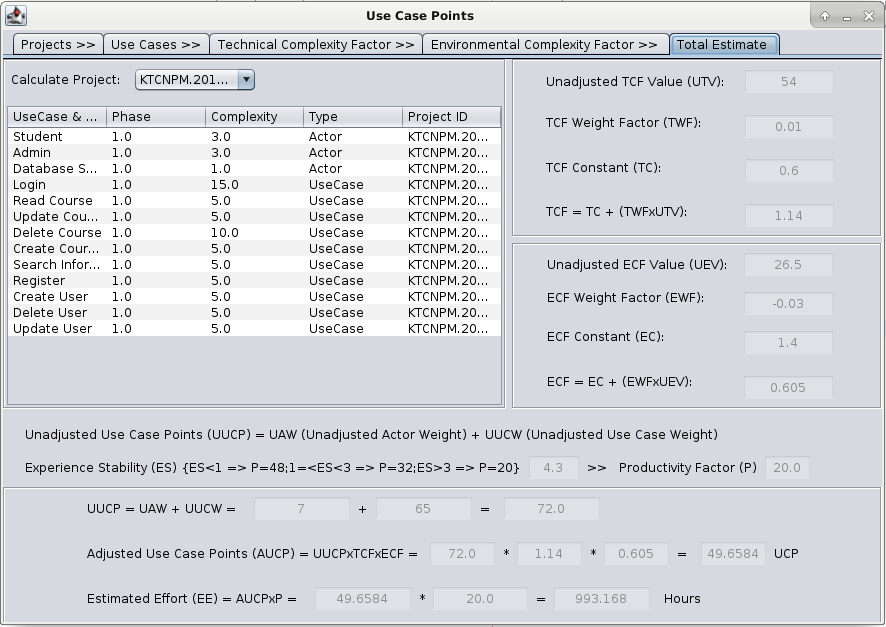 Use Case Points
Projects >> Use Cases >> Technical Complexity Factor >> Environmental Complexity Factor >> Total Estimate
Calculate Project: KTCNPM.201...
UseCase & ... Phase Complexity Type Project ID
Student 1.0 3.0 Actor KTCNPM.20...
Admin 1.0 3.0 Actor KTCNPM.20...
Database S... 1.0 1.0 Actor KTCNPM.20...
Login 1.0 15.0 UseCase KTCNPM.20...
Read Course 1.0 5.0 UseCase KTCNPM.20...
Update Cou... 1.0 5.0 UseCase KTCNPM.20...
Delete Course 1.0 10.0 UseCase KTCNPM.20...
Create Cour... 1.0 5.0 UseCase KTCNPM.20...
Search Infor... 1.0 5.0 UseCase KTCNPM.20...
Register 1.0 5.0 UseCase KTCNPM.20...
Create User 1.0 5.0 UseCase KTCNPM.20...
Delete User 1.0 5.0 UseCase KTCNPM.20...
Update User 1.0 5.0 UseCase KTCNPM.20...
Unadjusted TCF Value (UTV): 54
TCF Weight Factor (TWF): 0.01
TCF Constant (TC): 0.6
TCF = TC + (TWFxUTV): 1.14
Unadjusted ECF Value (UEV): 26.5
ECF Weight Factor (EWF): -0.03
ECF Constant (EC): 1.4
ECF = EC + (EWFxUEV): 0.605
Unadjusted Use Case Points (UUCP) = UAW (Unadjusted Actor Weight) + UUCW (Unadjusted Use Case Weight)
Experience Stability (ES) {ES<1 => P=48;1=<ES<3 => P=32;ES>3 => P=20} 4.3 >> Productivity Factor (P) 20.0
UUCP = UAW + UUCW = 7 + 65 = 72.0
Adjusted Use Case Points (AUCP) = UUCPxTCFxECF = 72.0 * 1.14 * 0.605 = 49.6584 UCP
Estimated Effort (EE) = AUCPxP = 49.6584 * 20.0 = 993.168 Hours